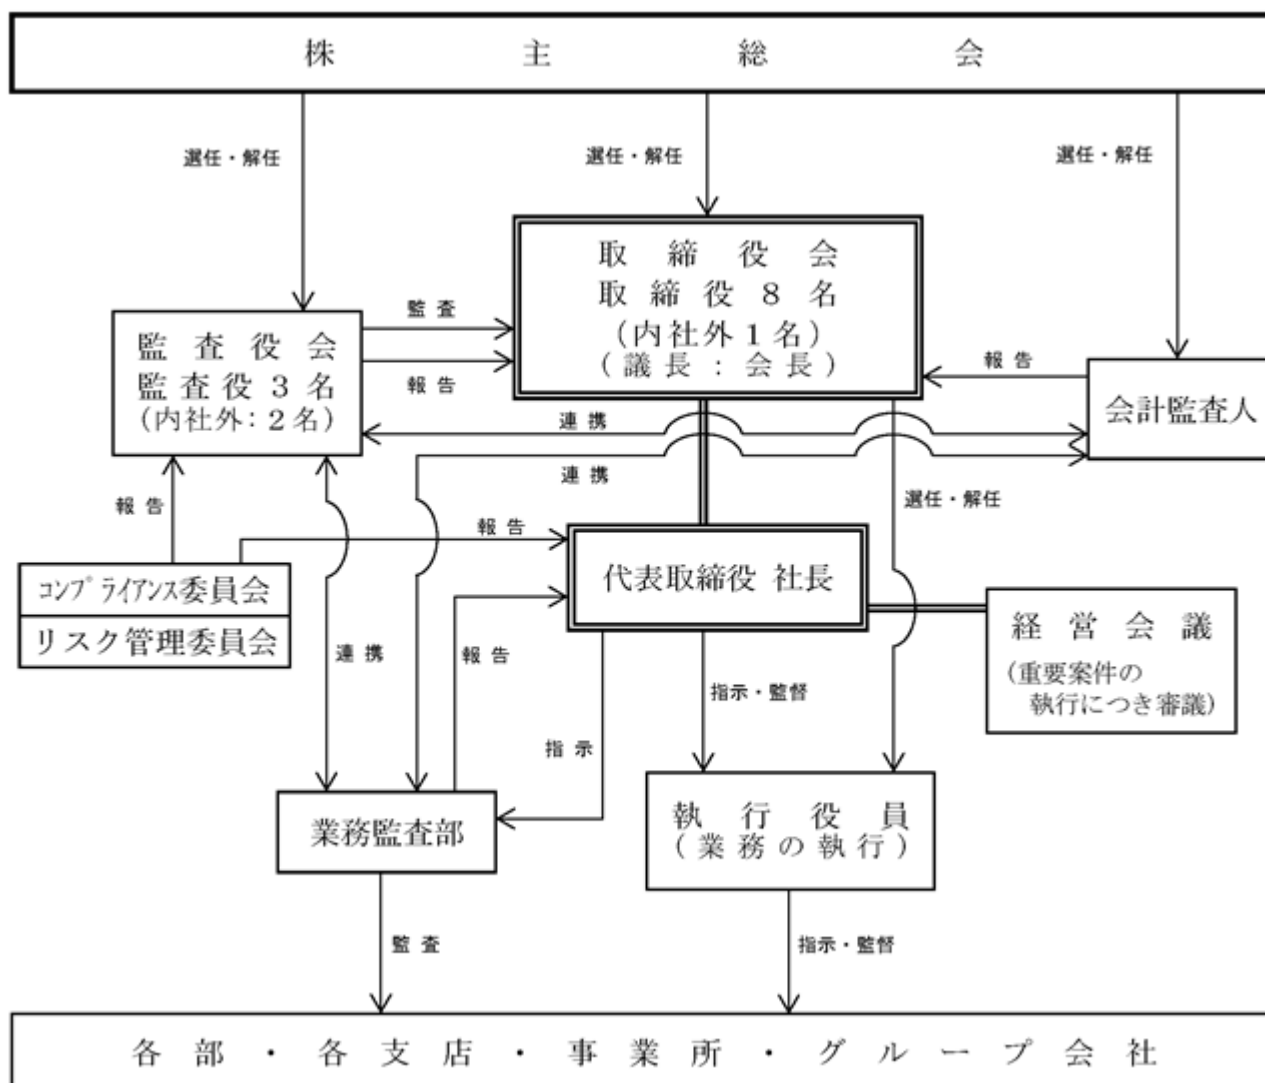 株主総会
選任・解任
選任・解任
選任・解任
取締役会
取締役8名
(内社外1名)
(議長:会長)
監査役会
監査役3名
(内社外:2名)
監査
報告
報告
会計監査人
連携
連携
選任・解任
報告
報告
コンプライアンス委員会
リスク管理委員会
代表取締役 社長
経営会議
(重要案件の
執行につき審議)
連携
報告
指示・監督
指示
業務監査部
執行役員
(業務の執行)
監査
指示・監督
各部・各支店・事業所・グループ会社